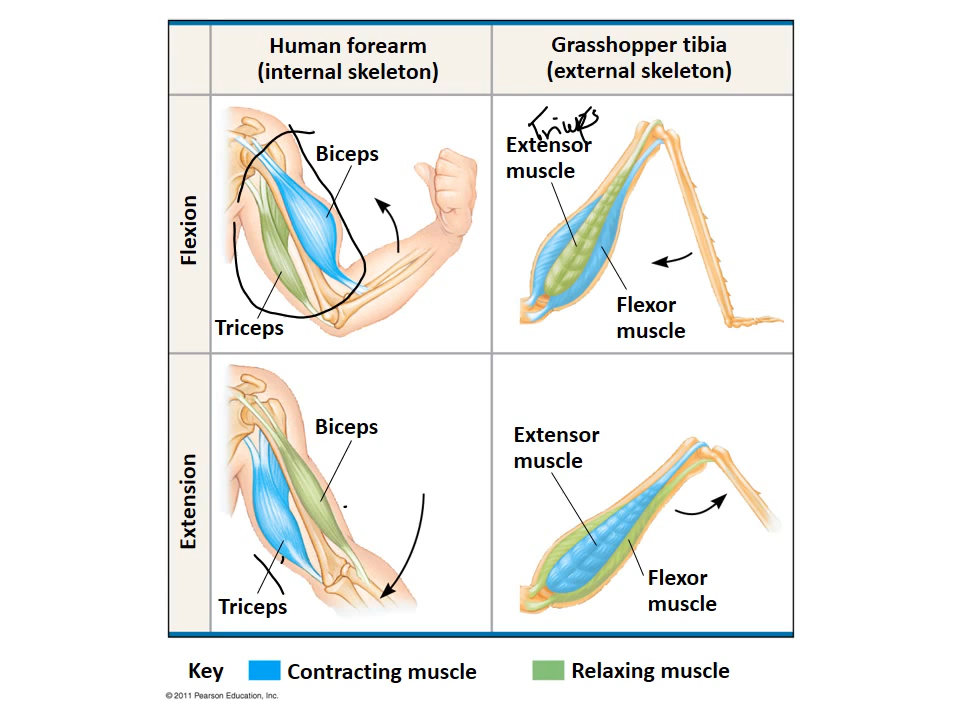 Human forearm
(internal skeleton)
Grasshopper tibia
(external skeleton)
Flexion
Biceps
Triceps
Triceps
Extensor
muscle
Flexor
muscle
Extension
Biceps
Triceps
Extensor
muscle
Flexor
muscle
Key
Contracting muscle
Relaxing muscle
© 2011 Pearson Education, Inc.